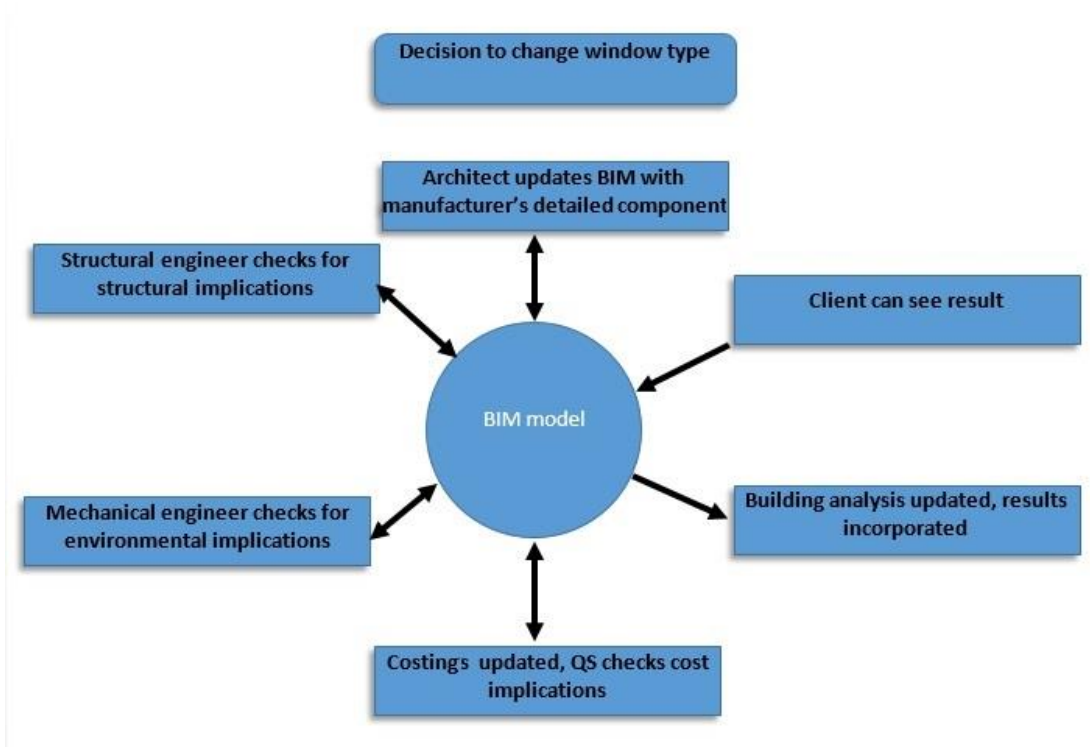 Decision to change window type
Architect updates BIM with
manufacturer's detailed component
Structural engineer checks for
structural implications
Client can see result
BIM model
Mechanical engineer checks for
environmental implications
Building analysis updated, results
incorporated
Costings updated, QS checks cost
implications